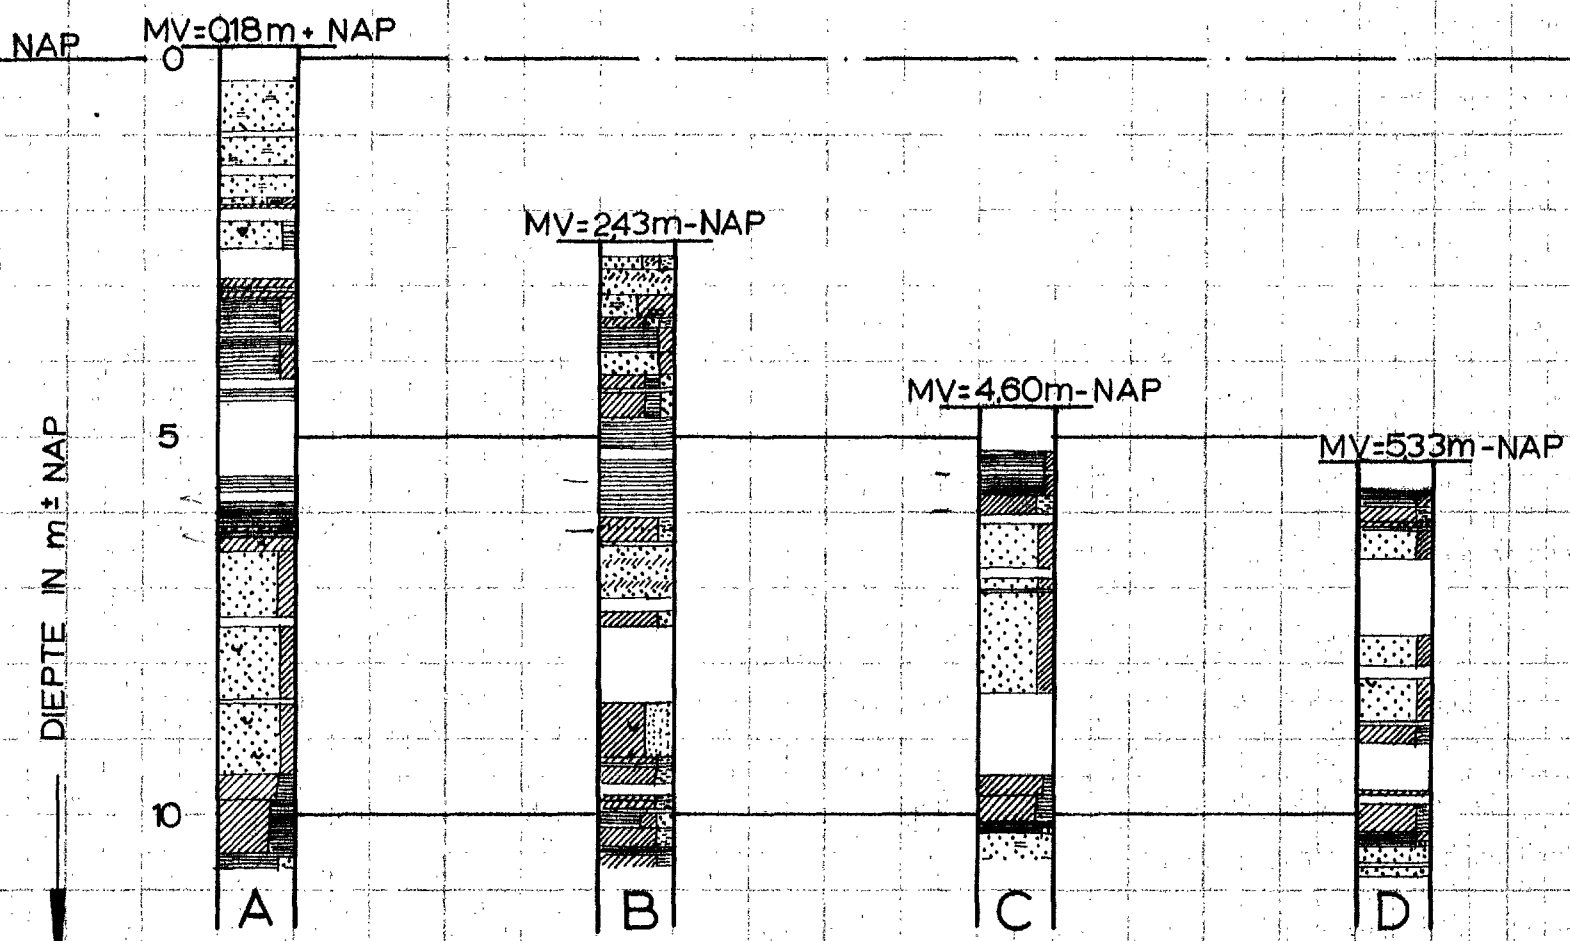 NAP
MV=0,18m+ NAP
0
MV=2,43m-NAP
MV=4,60m-NAP
5
MV=5,33m-NAP
DIEPTE IN m ± NAP
10
A
B
C
D